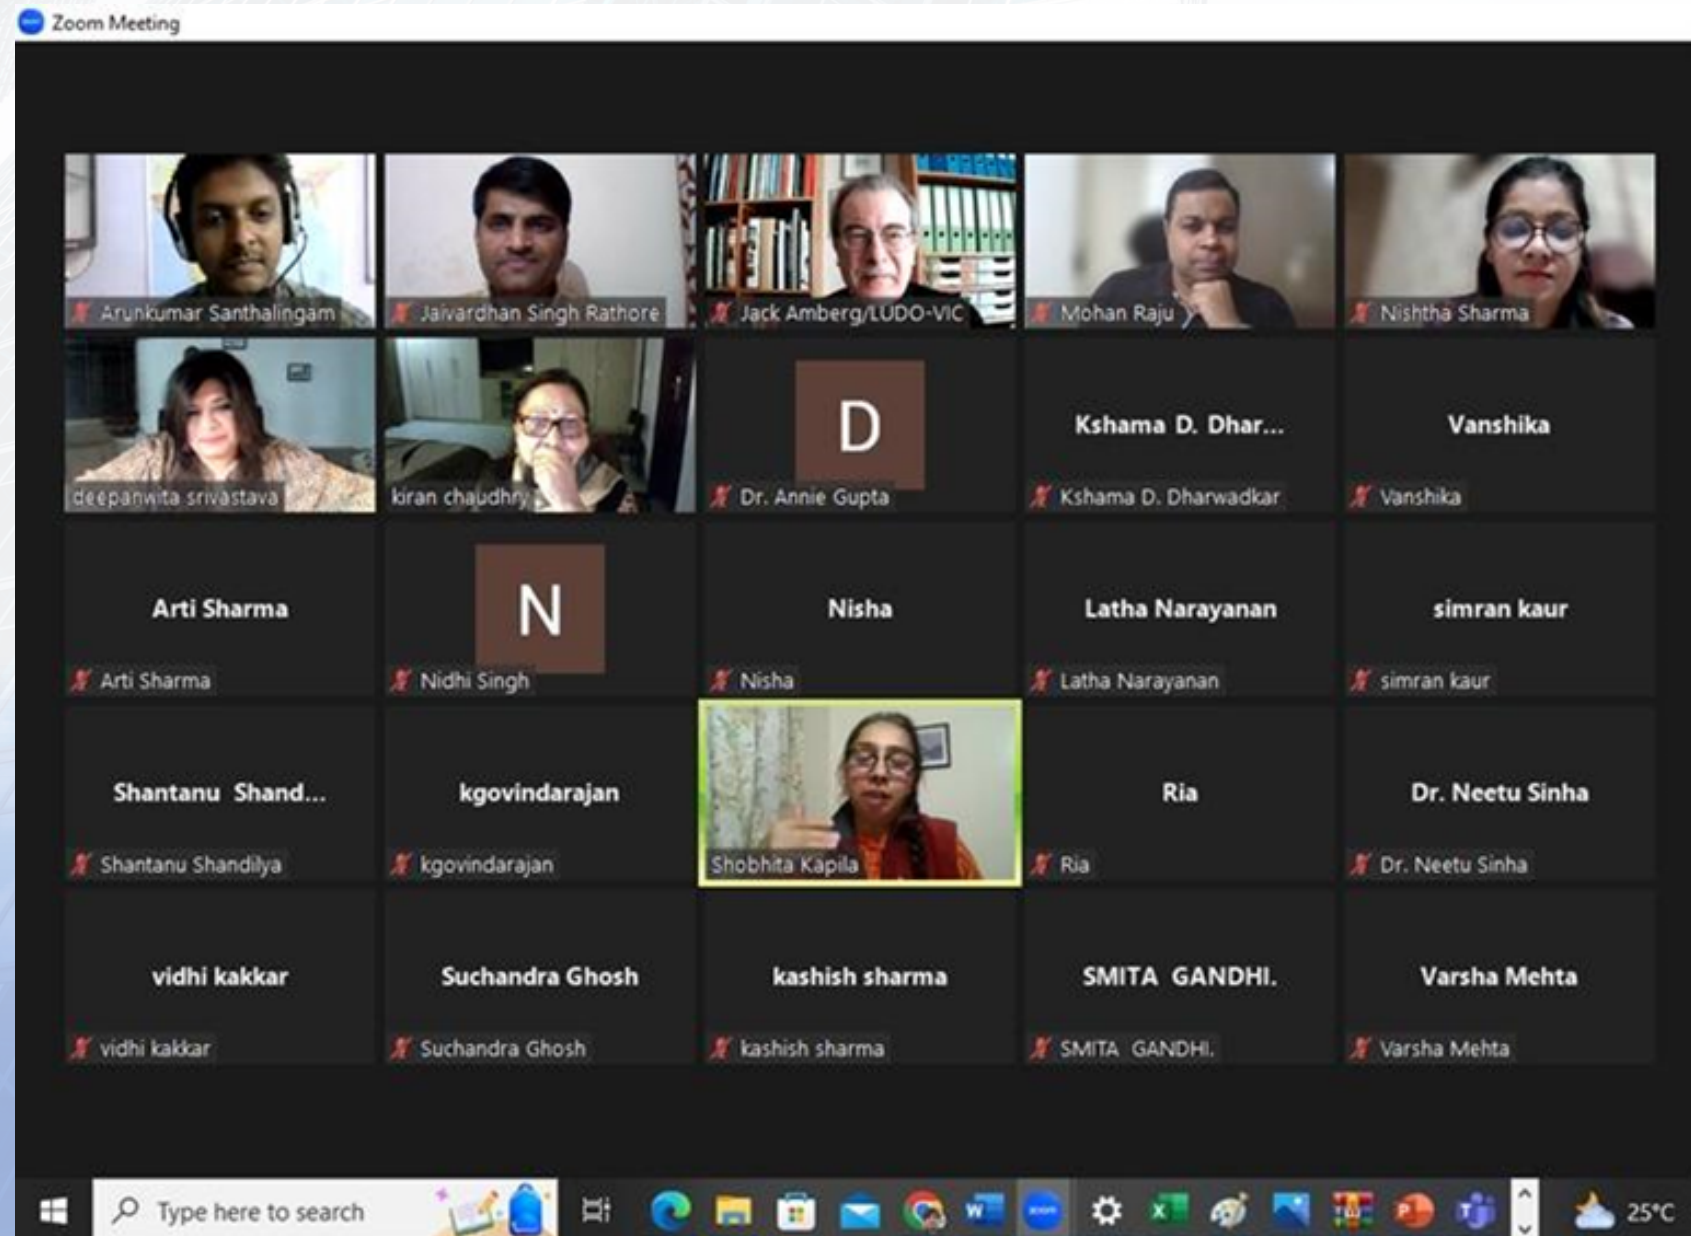 Zoom Meeting
Arunkumar Santhalingam
Jaivardhan Singh Rathore
Jack Amberg/LUDO-VIC
Mohan Raju
Nishtha Sharma
deepanwita srivastava
kiran chaudhry
D
Dr. Annie Gupta
Kshama D. Dhar...
Kshama D. Dharwadkar
Vanshika
Vanshika
Arti Sharma
Arti Sharma
N
Nidhi Singh
Nisha
Nisha
Latha Narayanan
Latha Narayanan
simran kaur
simran kaur
Shantanu Shand...
Shantanu Shandilya
kgovindarajan
kgovindarajan
Shobhita Kapila
Ria
Ria
Dr. Neetu Sinha
Dr. Neetu Sinha
vidhi kakkar
vidhi kakkar
Suchandra Ghosh
Suchandra Ghosh
kashish sharma
kashish sharma
SMITA GANDHI.
SMITA GANDHI.
Varsha Mehta
Varsha Mehta
Type here to search
25°C